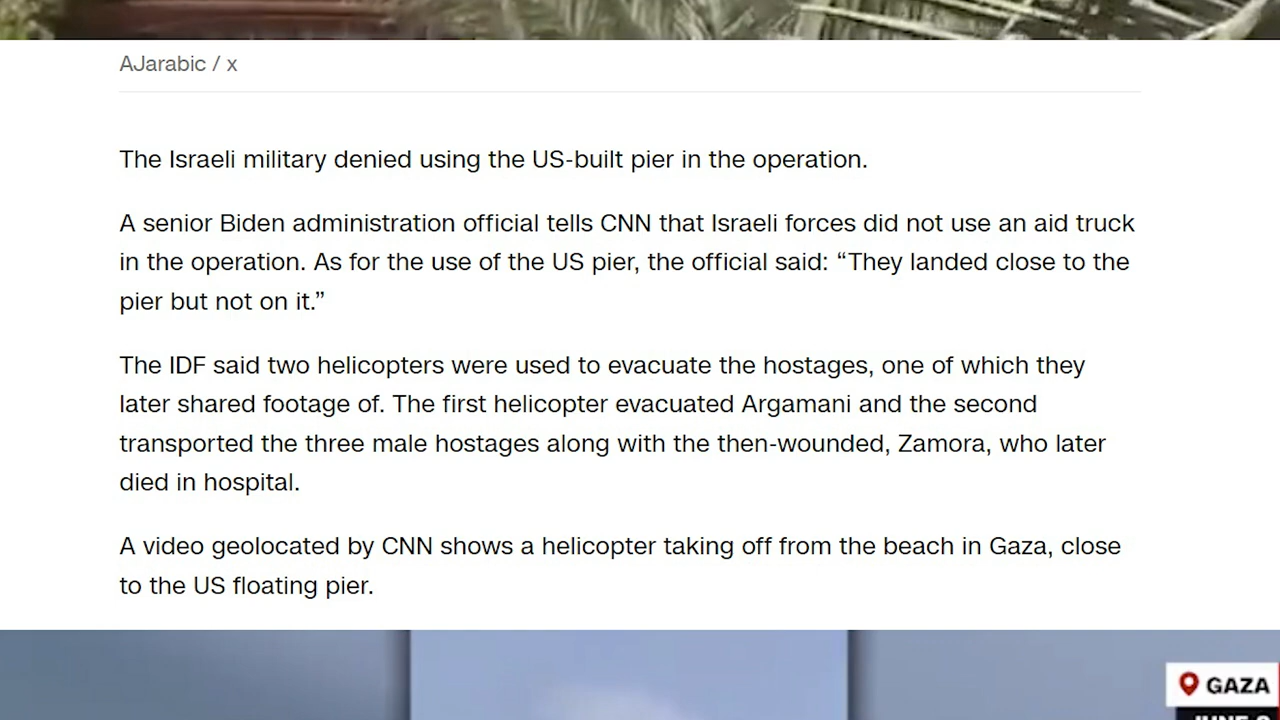 AJarabic / x
The Israeli military denied using the US-built pier in the operation.
A senior Biden administration official tells CNN that Israeli forces did not use an aid truck
in the operation. As for the use of the US pier, the official said: “They landed close to the
pier but not on it.”
The IDF said two helicopters were used to evacuate the hostages, one of which they
later shared footage of. The first helicopter evacuated Argamani and the second
transported the three male hostages along with the then-wounded, Zamora, who later
died in hospital.
A video geolocated by CNN shows a helicopter taking off from the beach in Gaza, close
to the US floating pier.
GAZA